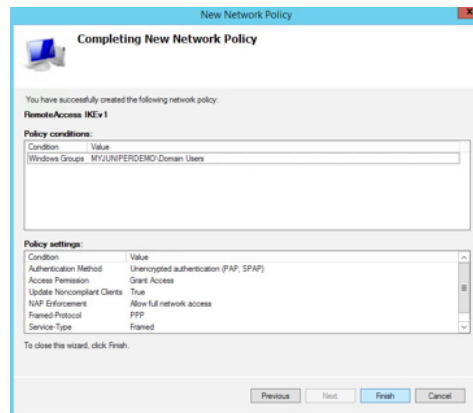 New Network Policy
x
Completing New Network Policy
You have successfully created the following network policy:
RemoteAccess IKEv1
Policy conditions:
Condition Value
Windows Groups MYJUNIPERDEMO\Domain Users
Policy settings:
Condition Value
Authentication Method Unencrypted authentication (PAP, SPAP)
Access Permission Grant Access
Update Noncompliant Clients True
NAP Enforcement Allow full network access
Framed-Protocol PPP
Service-Type Framed
To close this wizard, click Finish.
Previous Next Finish Cancel